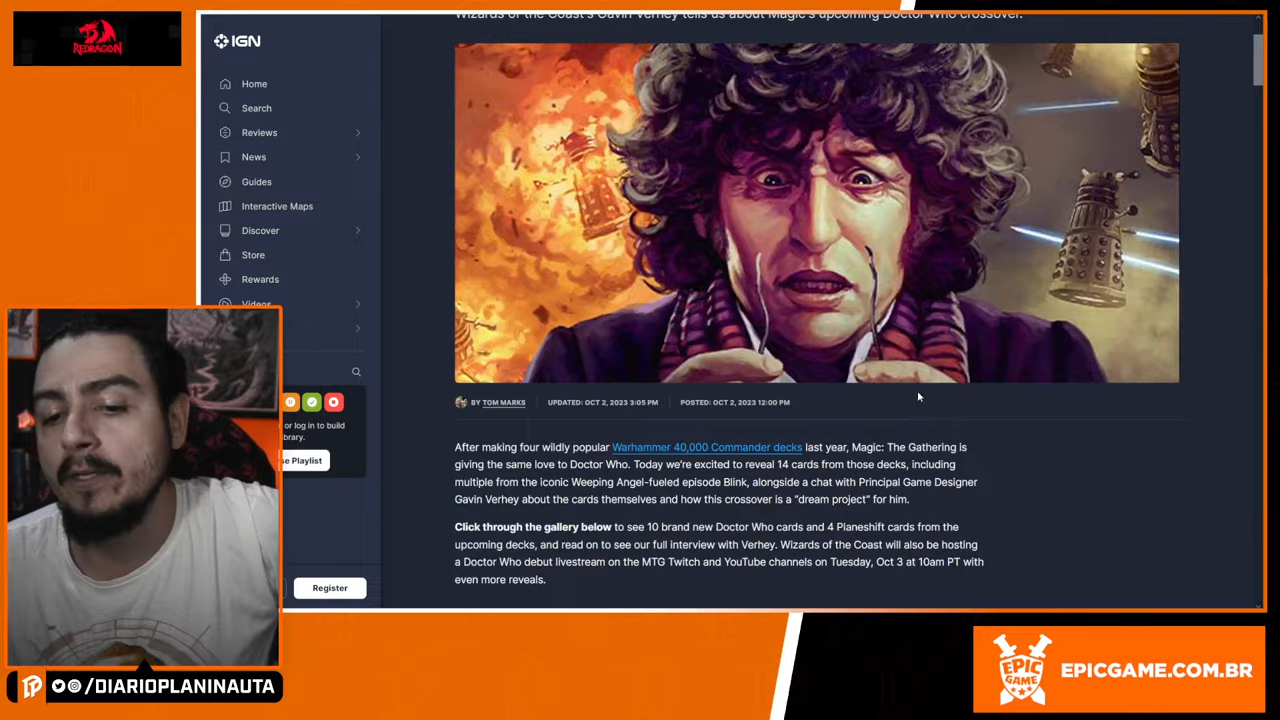 REDRAGON
IGN
Home
Search
Reviews
News
Guides
Interactive Maps
Discover
Store
Rewards
Videos
or log in to build
Playlist
Register
Wizards of the Coast's Gavin Verhey tells us about Magic's upcoming Doctor Who crossover.
BY TOM MARKS
UPDATED: OCT 2, 2023 3:05 PM
POSTED: OCT 2, 2023 12:00 PM
After making four wildly popular Warhammer 40,000 Commander decks last year, Magic: The Gathering is
giving the same love to Doctor Who. Today we're excited to reveal 14 cards from those decks, including
multiple from the iconic Weeping Angel-fueled episode Blink, alongside a chat with Principal Game Designer
Gavin Verhey about the cards themselves and how this crossover is a "dream project" for him.
Click through the gallery below to see 10 brand new Doctor Who cards and 4 Planeshift cards from the
upcoming decks, and read on to see our full interview with Verhey. Wizards of the Coast will also be hosting
a Doctor Who debut livestream on the MTG Twitch and YouTube channels on Tuesday, Oct 3 at 10am PT with
even more reveals.
/DIARIOPLANINAUTA
EPIC
GAME
EPICGAME.COM.BR